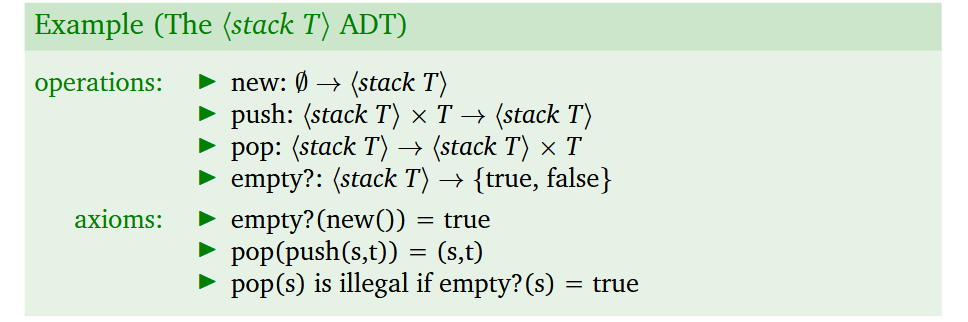 Example (The ⟨stack T⟩ ADT)
operations: ▶ new: ∅ → ⟨stack T⟩
▶ push: ⟨stack T⟩ × T → ⟨stack T⟩
▶ pop: ⟨stack T⟩ → ⟨stack T⟩ × T
▶ empty?: ⟨stack T⟩ → {true, false}
axioms: ▶ empty?(new()) = true
▶ pop(push(s,t)) = (s,t)
▶ pop(s) is illegal if empty?(s) = true